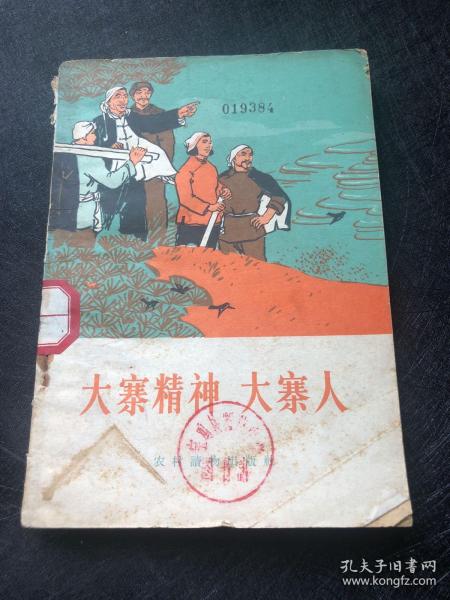 019384
大寨精神 大寨人
农村读物出版社
孔夫子旧书网
www.kongfz.com